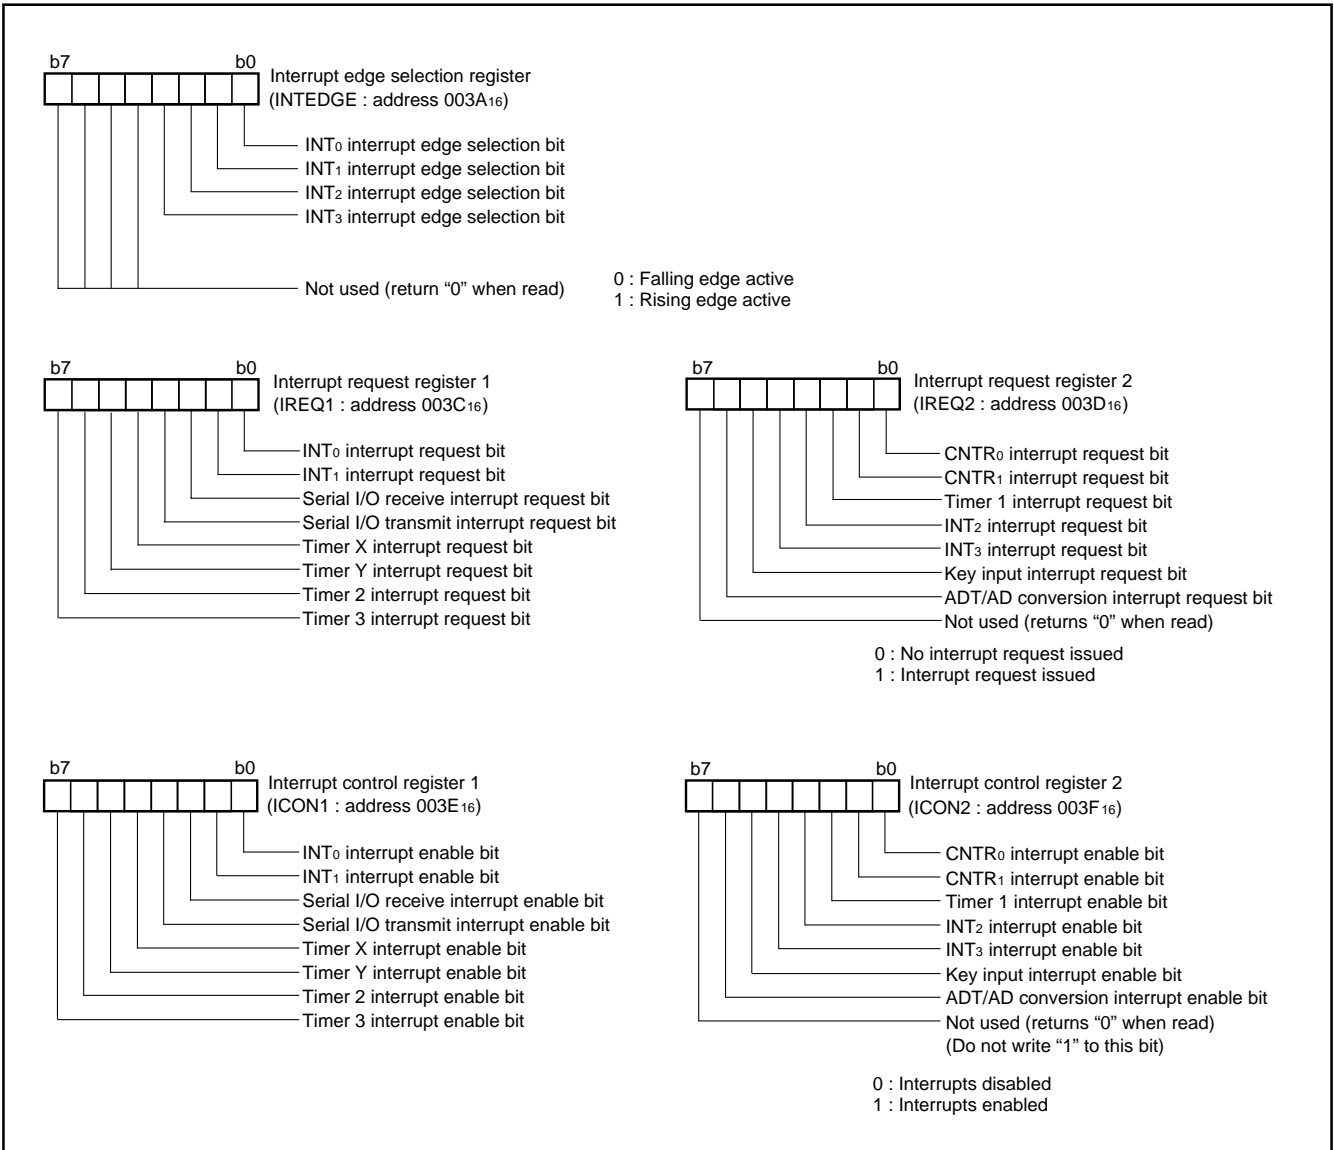 b7 b0
Interrupt edge selection register
(INTEDGE : address 003A16)
INT0 interrupt edge selection bit
INT1 interrupt edge selection bit
INT2 interrupt edge selection bit
INT3 interrupt edge selection bit
Not used (return “0” when read)
0 : Falling edge active
1 : Rising edge active
b7 b0
Interrupt request register 1
(IREQ1 : address 003C16)
INT0 interrupt request bit
INT1 interrupt request bit
Serial I/O receive interrupt request bit
Serial I/O transmit interrupt request bit
Timer X interrupt request bit
Timer Y interrupt request bit
Timer 2 interrupt request bit
Timer 3 interrupt request bit
b7 b0
Interrupt request register 2
(IREQ2 : address 003D16)
CNTR0 interrupt request bit
CNTR1 interrupt request bit
Timer 1 interrupt request bit
INT2 interrupt request bit
INT3 interrupt request bit
Key input interrupt request bit
ADT/AD conversion interrupt request bit
Not used (returns “0” when read)
0 : No interrupt request issued
1 : Interrupt request issued
b7 b0
Interrupt control register 1
(ICON1 : address 003E16)
INT0 interrupt enable bit
INT1 interrupt enable bit
Serial I/O receive interrupt enable bit
Serial I/O transmit interrupt enable bit
Timer X interrupt enable bit
Timer Y interrupt enable bit
Timer 2 interrupt enable bit
Timer 3 interrupt enable bit
b7 b0
Interrupt control register 2
(ICON2 : address 003F16)
CNTR0 interrupt enable bit
CNTR1 interrupt enable bit
Timer 1 interrupt enable bit
INT2 interrupt enable bit
INT3 interrupt enable bit
Key input interrupt enable bit
ADT/AD conversion interrupt enable bit
Not used (returns “0” when read)
(Do not write “1” to this bit)
0 : Interrupts disabled
1 : Interrupts enabled